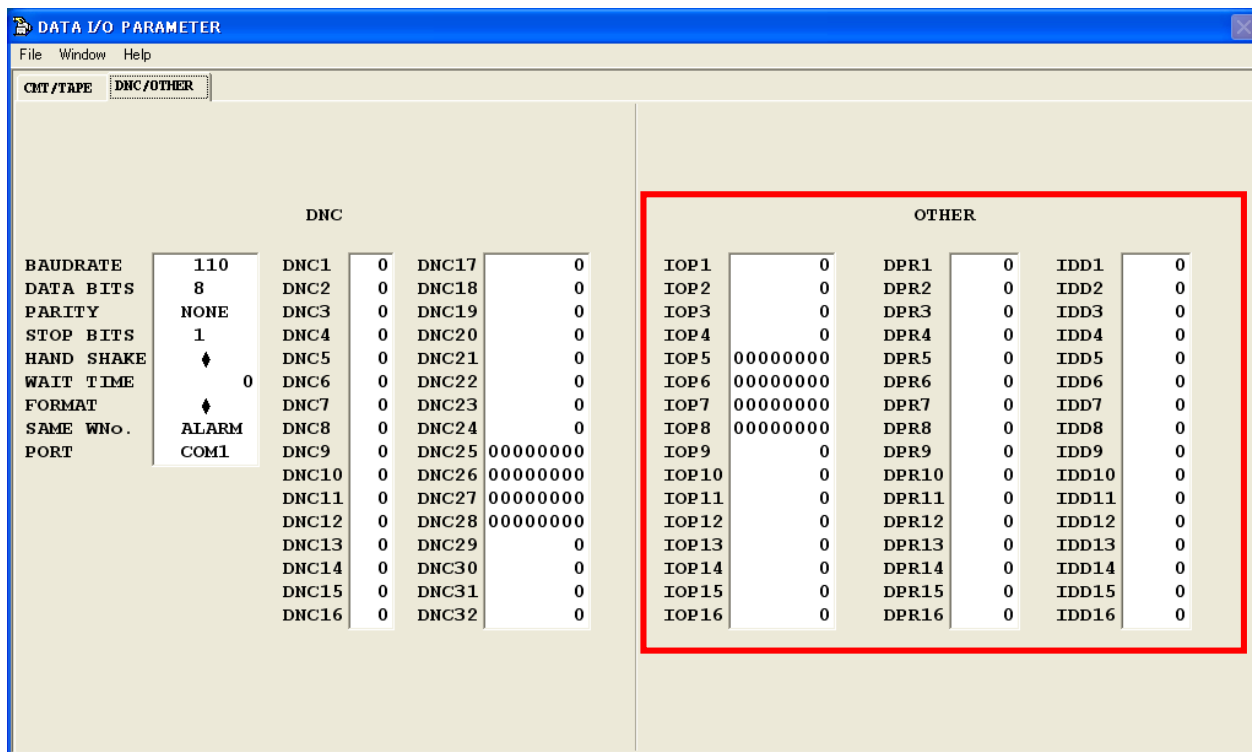 DATA I/O PARAMETER
File Window Help
CMT/TAPE DNC/OTHER
DNC OTHER
BAUDRATE 110 DNC1 0 DNC17 0 IOP1 0 DPR1 0 IDD1 0
DATA BITS 8 DNC2 0 DNC18 0 IOP2 0 DPR2 0 IDD2 0
PARITY NONE DNC3 0 DNC19 0 IOP3 0 DPR3 0 IDD3 0
STOP BITS 1 DNC4 0 DNC20 0 IOP4 0 DPR4 0 IDD4 0
HAND SHAKE ♦ DNC5 0 DNC21 0 IOP5 00000000 DPR5 0 IDD5 0
WAIT TIME 0 DNC6 0 DNC22 0 IOP6 00000000 DPR6 0 IDD6 0
FORMAT ♦ DNC7 0 DNC23 0 IOP7 00000000 DPR7 0 IDD7 0
SAME WNo. ALARM DNC8 0 DNC24 0 IOP8 00000000 DPR8 0 IDD8 0
PORT COM1 DNC9 0 DNC25 00000000 IOP9 0 DPR9 0 IDD9 0
DNC10 0 DNC26 00000000 IOP10 0 DPR10 0 IDD10 0
DNC11 0 DNC27 00000000 IOP11 0 DPR11 0 IDD11 0
DNC12 0 DNC28 00000000 IOP12 0 DPR12 0 IDD12 0
DNC13 0 DNC29 0 IOP13 0 DPR13 0 IDD13 0
DNC14 0 DNC30 0 IOP14 0 DPR14 0 IDD14 0
DNC15 0 DNC31 0 IOP15 0 DPR15 0 IDD15 0
DNC16 0 DNC32 0 IOP16 0 DPR16 0 IDD16 0